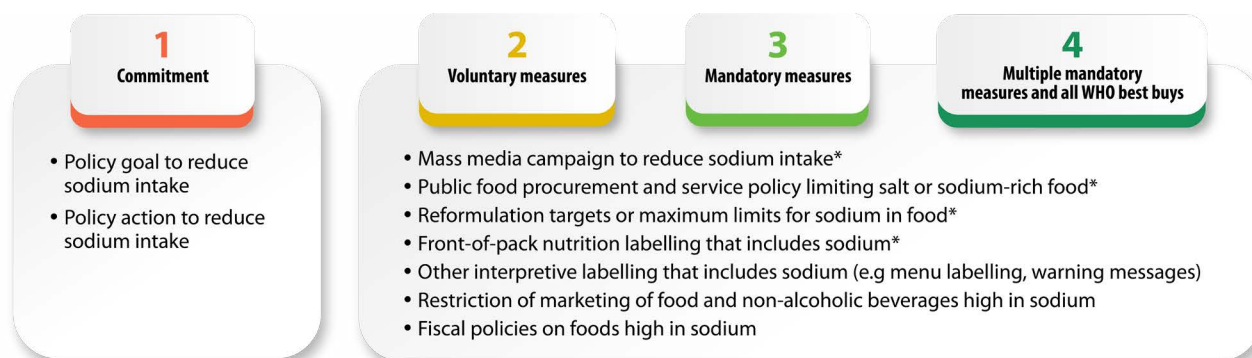 1
Commitment
2
Voluntary measures
3
Mandatory measures
4
Multiple mandatory
measures and all WHO best buys
• Policy goal to reduce
sodium intake
• Policy action to reduce
sodium intake
• Mass media campaign to reduce sodium intake*
• Public food procurement and service policy limiting salt or sodium-rich food*
• Reformulation targets or maximum limits for sodium in food*
• Front-of-pack nutrition labelling that includes sodium*
• Other interpretive labelling that includes sodium (e.g menu labelling, warning messages)
• Restriction of marketing of food and non-alcoholic beverages high in sodium
• Fiscal policies on foods high in sodium